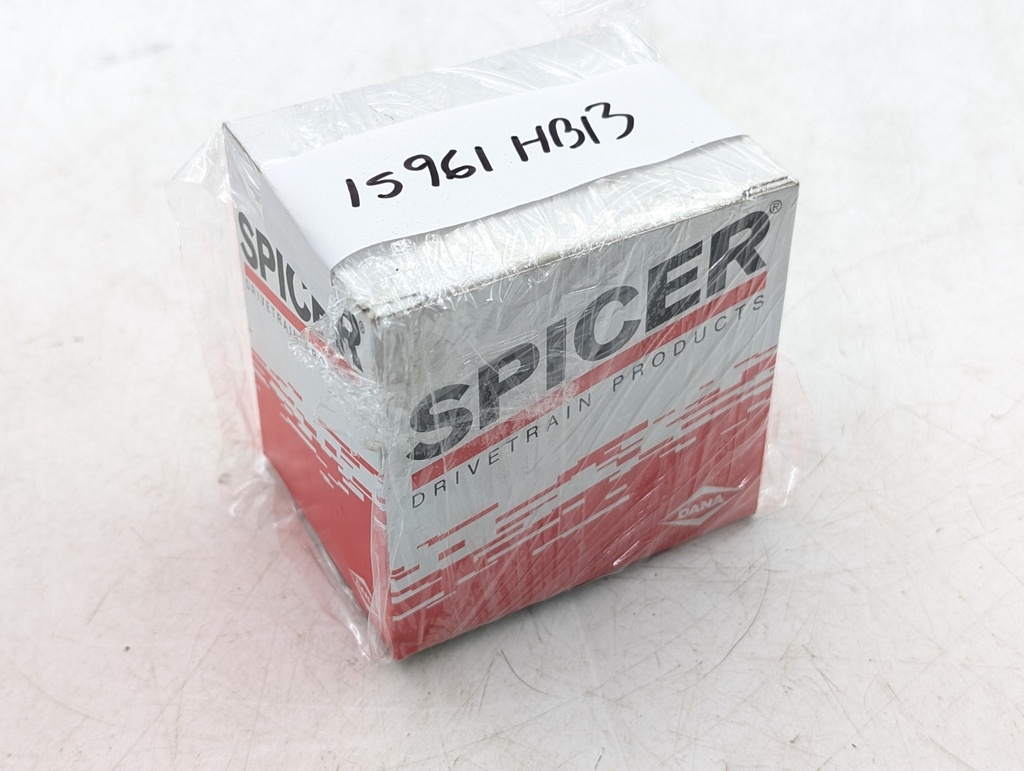 15961 HB13
SPICER®
DRIVETRAIN PRODUCTS
DANA
SPICER®
DRIVETRAIN